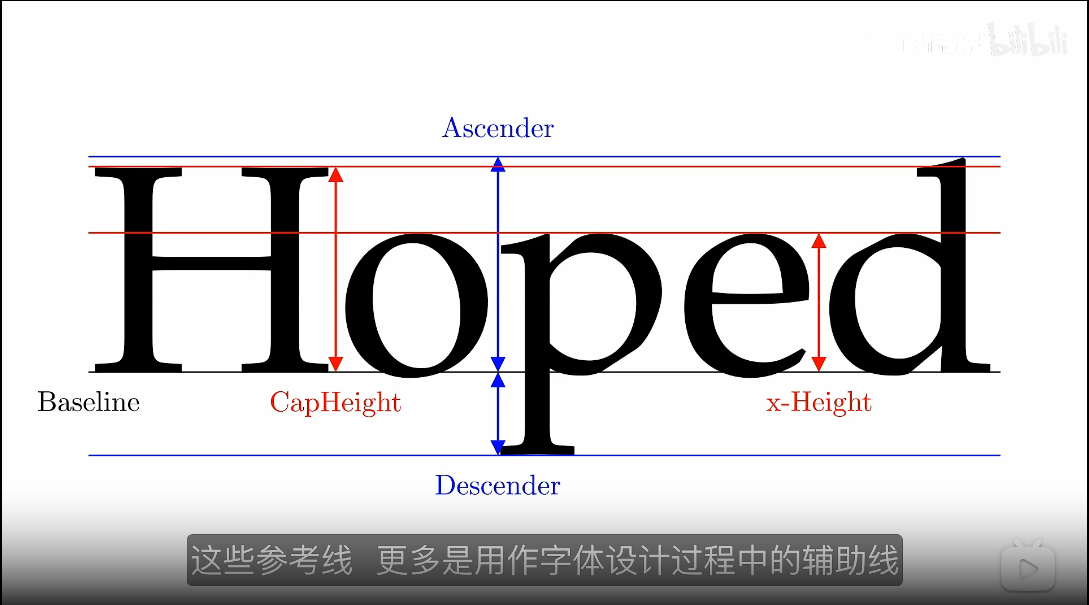 bilibili
Ascender
Hoped
Baseline
CapHeight
x-Height
Descender
这些参考线 更多是用作字体设计过程中的辅助线